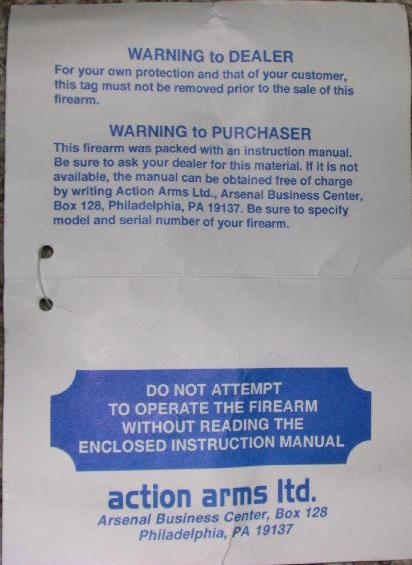 WARNING to DEALER
For your own protection and that of your customer,
this tag must not be removed prior to the sale of this
firearm.
WARNING to PURCHASER
This firearm was packed with an instruction manual.
Be sure to ask your dealer for this material. If it is not
available, the manual can be obtained free of charge
by writing Action Arms Ltd., Arsenal Business Center,
Box 128, Philadelphia, PA 19137. Be sure to specify
model and serial number of your firearm.
DO NOT ATTEMPT
TO OPERATE THE FIREARM
WITHOUT READING THE
ENCLOSED INSTRUCTION MANUAL
action arms ltd.
Arsenal Business Center, Box 128
Philadelphia, PA 19137